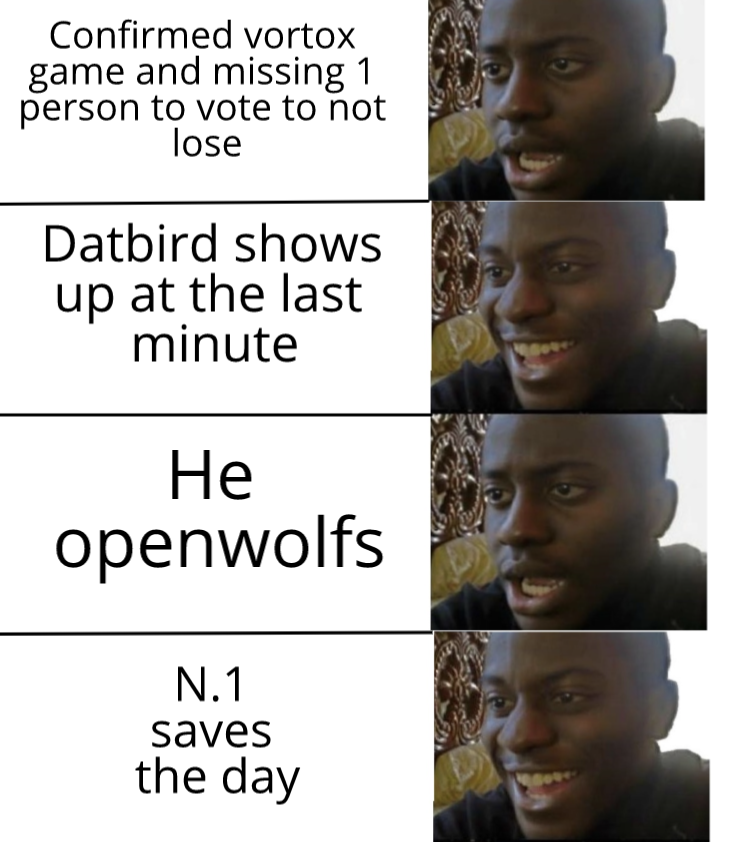 Confirmed vortox
game and missing 1
person to vote to not
lose
Datbird shows
up at the last
minute
He
openwolfs
N.1
saves
the day